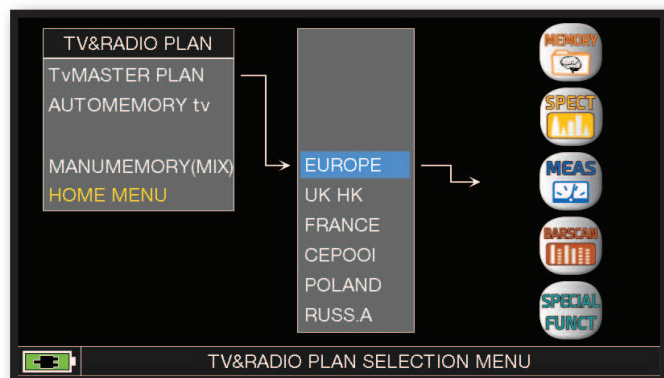 TV&RADIO PLAN
TvMASTER PLAN
AUTOMEMORY tv
MANUMEMORY(MIX)
HOME MENU
EUROPE
UK HK
FRANCE
CEPOOI
POLAND
RUSS.A
MEMORY
SPECT
MEAS
BARSCAN
SPECIAL
FUNCT
TV&RADIO PLAN SELECTION MENU